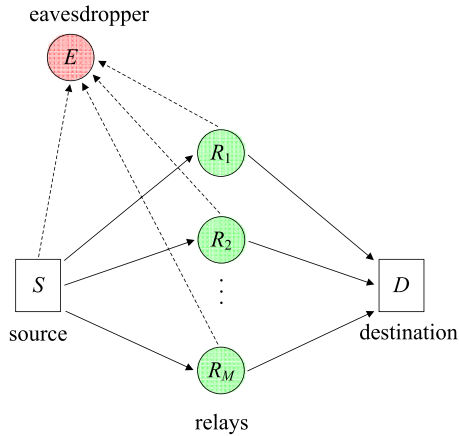 eavesdropper
E
R1
R2
S
D
source
destination
RM
relays